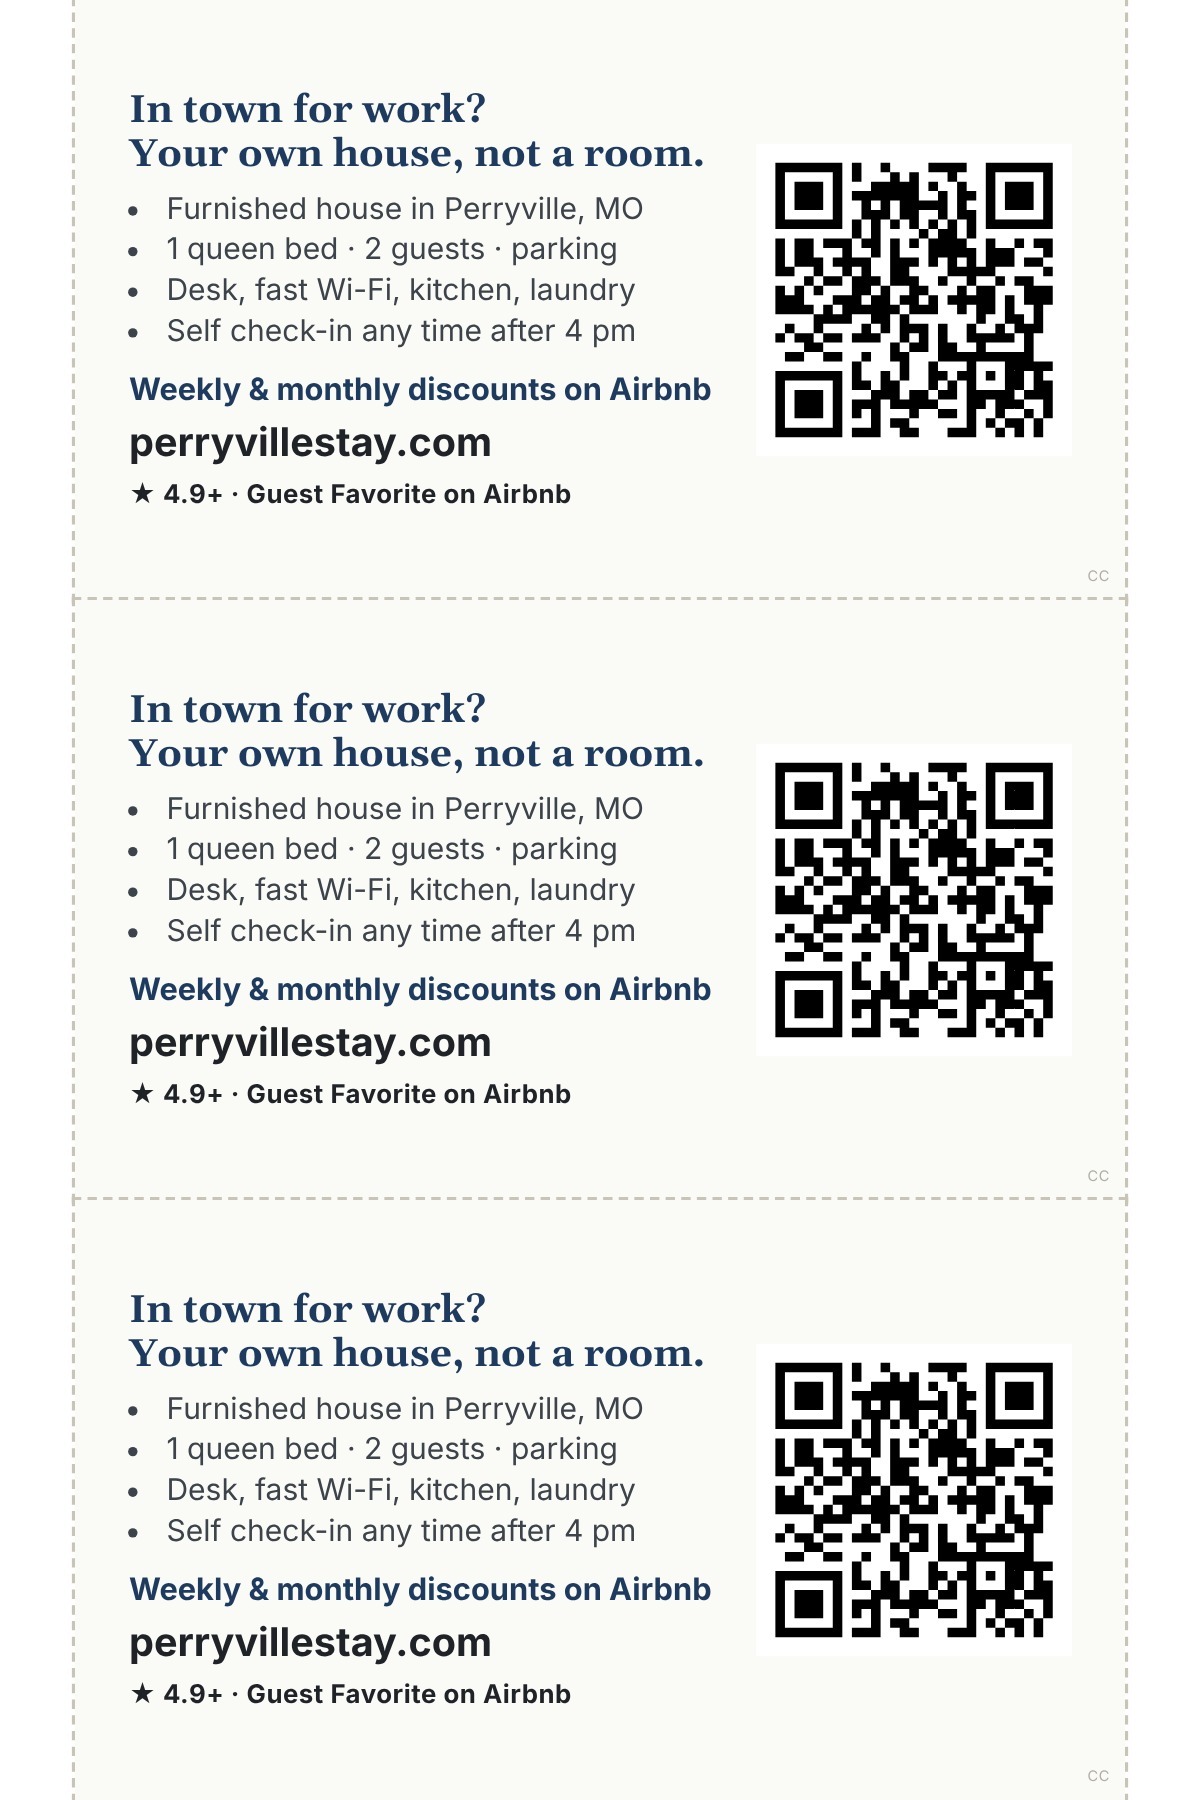 In town for work?
Your own house, not a room.
• Furnished house in Perryville, MO
• 1 queen bed · 2 guests · parking
• Desk, fast Wi-Fi, kitchen, laundry
• Self check-in any time after 4 pm
Weekly & monthly discounts on Airbnb
perryvillestay.com
★ 4.9+ · Guest Favorite on Airbnb
CC
In town for work?
Your own house, not a room.
• Furnished house in Perryville, MO
• 1 queen bed · 2 guests · parking
• Desk, fast Wi-Fi, kitchen, laundry
• Self check-in any time after 4 pm
Weekly & monthly discounts on Airbnb
perryvillestay.com
★ 4.9+ · Guest Favorite on Airbnb
CC
In town for work?
Your own house, not a room.
• Furnished house in Perryville, MO
• 1 queen bed · 2 guests · parking
• Desk, fast Wi-Fi, kitchen, laundry
• Self check-in any time after 4 pm
Weekly & monthly discounts on Airbnb
perryvillestay.com
★ 4.9+ · Guest Favorite on Airbnb
CC